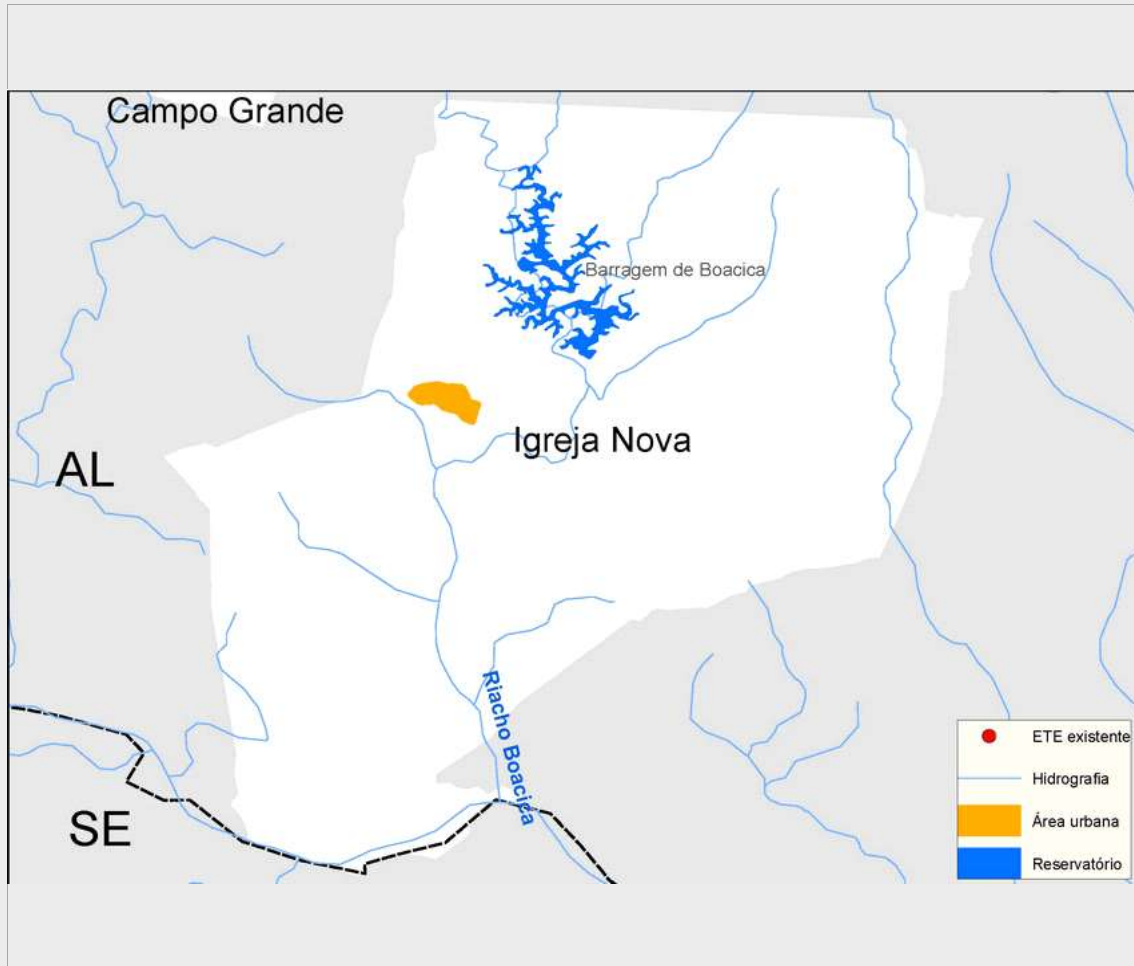 Campo Grande
Barragem de Boacica
Igreja Nova
AL
Riacho Boacica
SE
ETE existente
Hidrografia
Área urbana
Reservatório